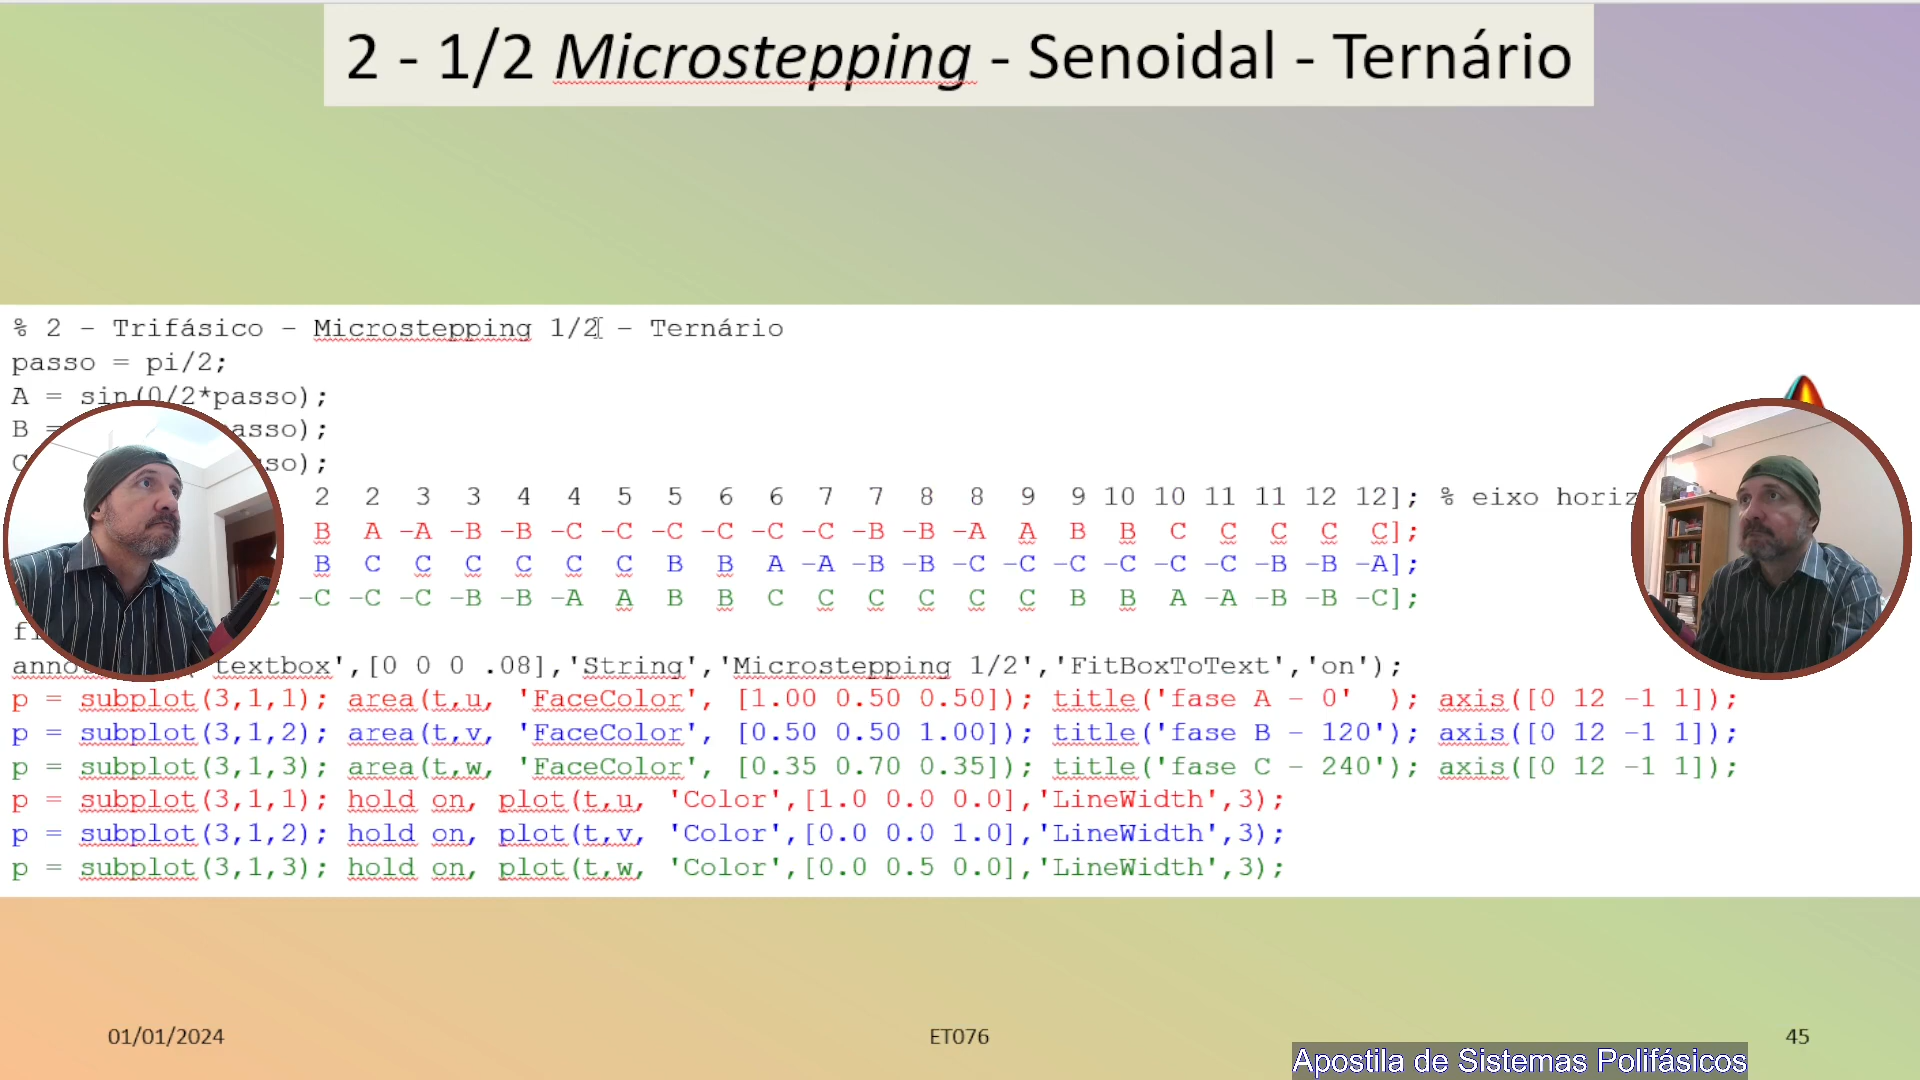 2 - 1/2 Microstepping - Senoidal - Ternário
% 2 - Trifásico - Microstepping 1/2 - Ternário
passo = pi/2;
A = sin(0/2*passo);
B = passo);
C so);
2 2 3 3 4 4 5 5 6 6 7 7 8 8 9 9 10 10 11 11 12 12]; % eixo horiz
B A -A -B -B -C -C -C -C -C -C -B -B -A A B B C C C C C];
B C C C C C C B B A -A -B -B -C -C -C -C -C -C -B -B -A];
C -C -C -C -B -B -A A B B C C C C C C B B A -A -B -B -C];
textbox',[0 0 0 .08],'String','Microstepping 1/2','FitBoxToText','on');
p = subplot(3,1,1); area(t,u, 'FaceColor', [1.00 0.50 0.50]); title('fase A - 0' ); axis([0 12 -1 1]);
p = subplot(3,1,2); area(t,v, 'FaceColor', [0.50 0.50 1.00]); title('fase B - 120'); axis([0 12 -1 1]);
p = subplot(3,1,3); area(t,w, 'FaceColor', [0.35 0.70 0.35]); title('fase C - 240'); axis([0 12 -1 1]);
p = subplot(3,1,1); hold on, plot(t,u, 'Color',[1.0 0.0 0.0],'LineWidth',3);
p = subplot(3,1,2); hold on, plot(t,v, 'Color',[0.0 0.0 1.0],'LineWidth',3);
p = subplot(3,1,3); hold on, plot(t,w, 'Color',[0.0 0.5 0.0],'LineWidth',3);
01/01/2024
ET076
45
Apostila de Sistemas Polifásicos